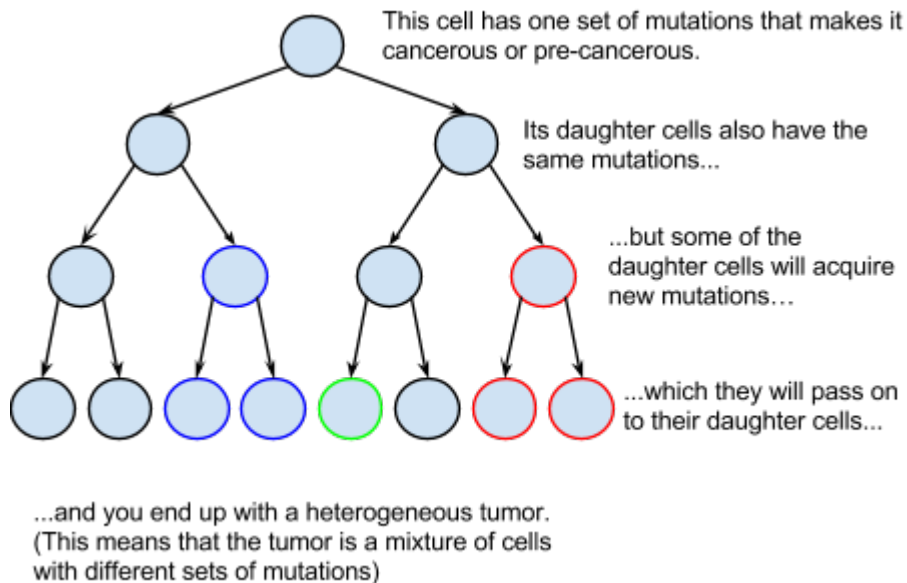 This cell has one set of mutations that makes it
cancerous or pre-cancerous.
Its daughter cells also have the
same mutations...
...but some of the
daughter cells will acquire
new mutations…
...which they will pass on
to their daughter cells...
...and you end up with a heterogeneous tumor.
(This means that the tumor is a mixture of cells
with different sets of mutations)